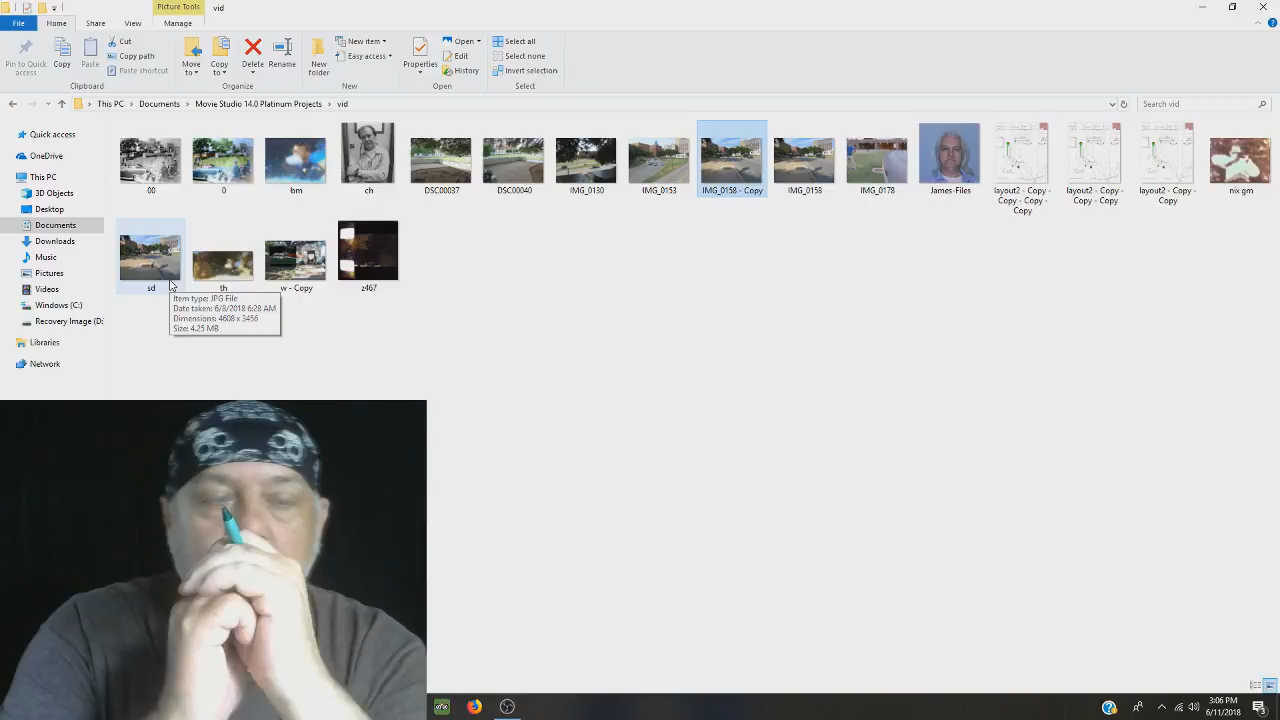 Picture Tools
vid
File
Home
Share
View
Manage
Pin to Quick access
Copy
Paste
Cut
Copy path
Paste shortcut
Clipboard
Move to
Copy to
Delete
Rename
Organize
New folder
New item
Easy access
New
Properties
Open
Edit
History
Open
Select all
Select none
Invert selection
Select
This PC
Documents
Movie Studio 14.0 Platinum Projects
vid
Search vid
Quick access
OneDrive
This PC
3D Objects
Desktop
Documents
Downloads
Music
Pictures
Videos
Windows (C:)
Recovery Image (D:
Libraries
Network
00
0
lbm
ch
DSC00037
DSC00040
IMG_0130
IMG_0153
IMG_0158 - Copy
IMG_0158
IMG_0178
James-Files
layout2 - Copy - Copy - Copy
layout2 - Copy - Copy
layout2 - Copy
nix gm
sd
th
w - Copy
z467
Item type: JPG File
Date taken: 6/8/2018 6:28 AM
Dimensions: 4608 x 3456
Size: 4.25 MB
3:06 PM
6/11/2018